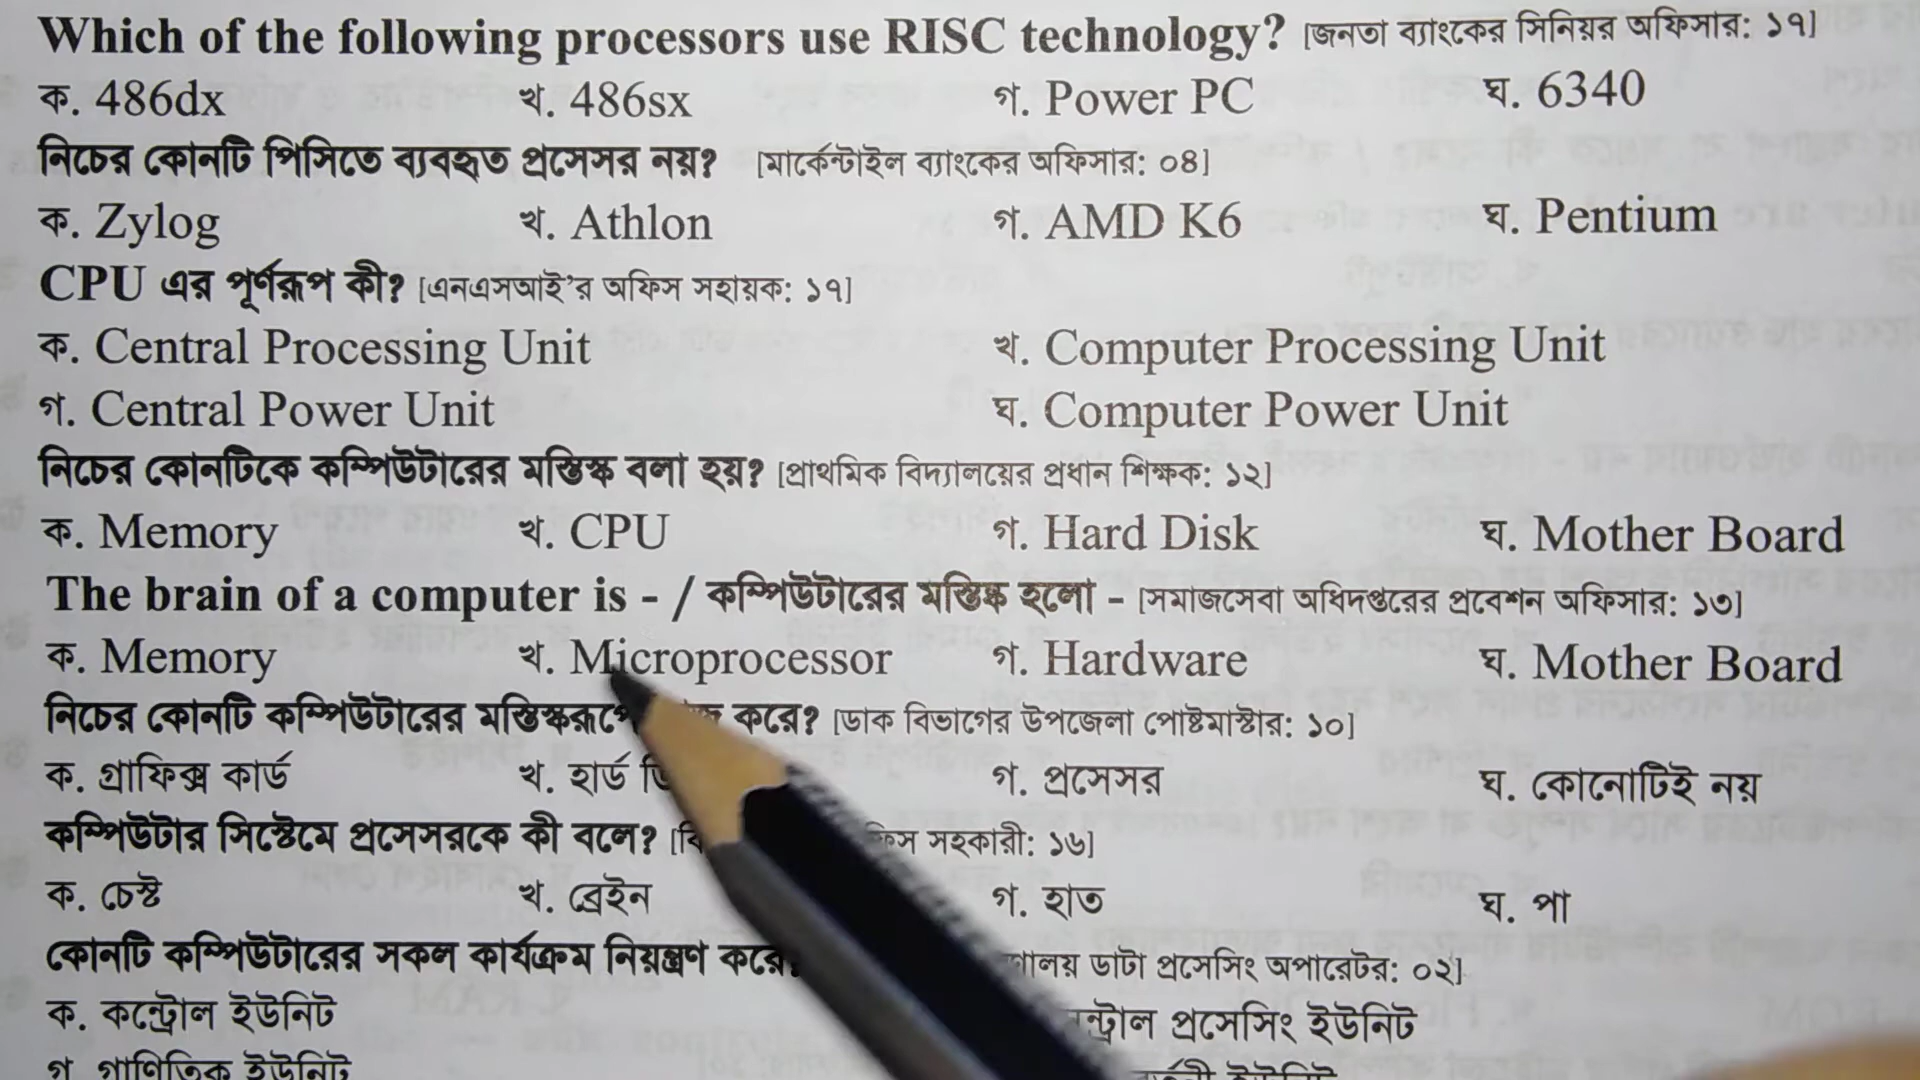 Which of the following processors use RISC technology? [জনতা ব্যাংকের সিনিয়র অফিসার: ১৭]
ক. 486dx খ. 486sx গ. Power PC ঘ. 6340
নিচের কোনটি পিসিতে ব্যবহৃত প্রসেসর নয়? [মার্কেন্টাইল ব্যাংকের অফিসার: ০৪]
ক. Zylog খ. Athlon গ. AMD K6 ঘ. Pentium
CPU এর পূর্ণরূপ কী? [এনএসআই'র অফিস সহায়ক: ১৭]
ক. Central Processing Unit খ. Computer Processing Unit
গ. Central Power Unit ঘ. Computer Power Unit
নিচের কোনটিকে কম্পিউটারের মস্তিষ্ক বলা হয়? [প্রাথমিক বিদ্যালয়ের প্রধান শিক্ষক: ১২]
ক. Memory খ. CPU গ. Hard Disk ঘ. Mother Board
The brain of a computer is - / কম্পিউটারের মস্তিষ্ক হলো - [সমাজসেবা অধিদপ্তরের প্রবেশন অফিসার: ১৩]
ক. Memory খ. Microprocessor গ. Hardware ঘ. Mother Board
নিচের কোনটি কম্পিউটারের মস্তিষ্করূপে করে? [ডাক বিভাগের উপজেলা পোষ্টমাস্টার: ১০]
ক. গ্রাফিক্স কার্ড খ. হার্ড গ. প্রসেসর ঘ. কোনোটিই নয়
কম্পিউটার সিস্টেমে প্রসেসরকে কী বলে? সহকারী: ১৬]
ক. চেস্ট খ. ব্রেইন গ. হাত ঘ. পা
কোনটি কম্পিউটারের সকল কার্যক্রম নিয়ন্ত্রণ করে? ডাটা প্রসেসিং অপারেটর: ০২]
ক. কন্ট্রোল ইউনিট প্রসেসিং ইউনিট
গ. গাণিতিক ইউনিট ইউনিট